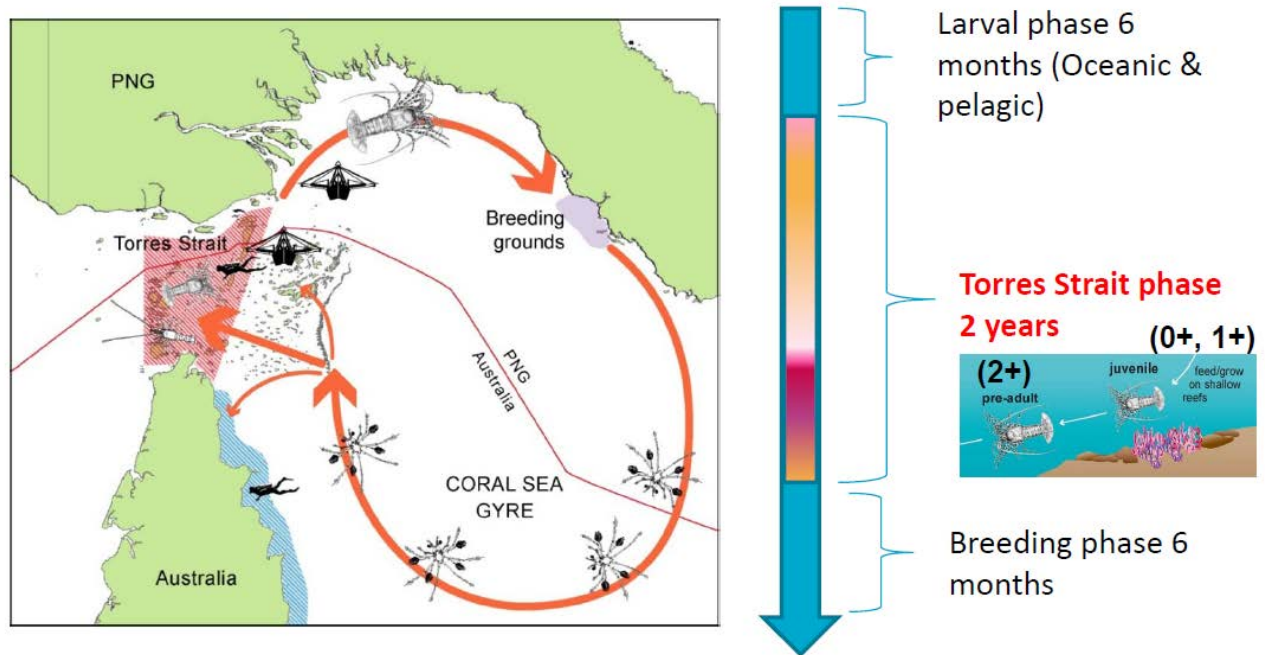 PNG
Torres Strait
Breeding
grounds
PNG
Australia
CORAL SEA
GYRE
Australia
Larval phase 6
months (Oceanic &
pelagic)
Torres Strait phase
2 years
(0+, 1+)
(2+)
juvenile
feed/grow
on shallow
reefs
pre-adult
Breeding phase 6
months